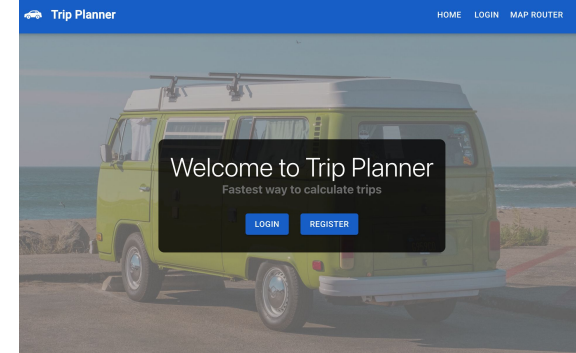 Trip Planner
HOME LOGIN MAP ROUTER
Welcome to Trip Planner
Fastest way to calculate trips
LOGIN REGISTER